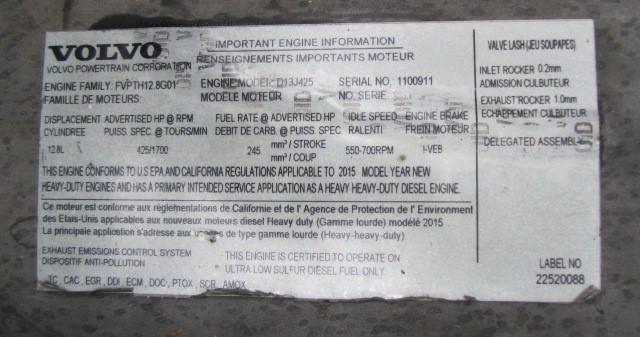 VOLVO
VOLVO POWERTRAIN CORPORATION
IMPORTANT ENGINE INFORMATION
RENSEIGNEMENTS IMPORTANTS MOTEUR
ENGINE FAMILY: FVPTH12.8G01 ENGINE MODEL: D13J425 SERIAL NO: 1100911
FAMILLE DE MOTEURS: MODÈLE MOTEUR NO. SERIE
DISPLACEMENT ADVERTISED HP @ RPM FUEL RATE @ ADVERTISED HP IDLE SPEED ENGINE BRAKE
CYLINDREE PUISS SPEC. @ TOURS/MIN DEBIT DE CARB. @ PUISS SPEC. RALENTI FREIN MOTEUR
12.8L 425/1700 245 mm³ / STROKE 550-700RPM I-VEB
mm³ / COUP
THIS ENGINE CONFORMS TO US EPA AND CALIFORNIA REGULATIONS APPLICABLE TO 2015 MODEL YEAR NEW
HEAVY-DUTY ENGINES AND HAS A PRIMARY INTENDED SERVICE APPLICATION AS A HEAVY HEAVY-DUTY DIESEL ENGINE.
Ce moteur est conforme aux réglementations de Californie et de l' Agence de Protection de l' Environment
des Etais-Unis applicables aux nouveaux moteurs diesel Heavy duty (Gamme lourde) modélé 2015
La principale application s'adresse aux de type gamme lourde (Heavy-heavy-duty)
EXHAUST EMISSIONS CONTROL SYSTEM
DISPOSITIF ANTI-POLLUTION
TC, CAC, EGR, DDI, ECM, DOC, PTOX, SCR, AMOX
THIS ENGINE IS CERTIFIED TO OPERATE ON
ULTRA LOW SULFUR DIESEL FUEL ONLY.
VALVE LASH (JEU SOUPAPES)
INLET ROCKER 0.2mm
ADMISSION CULBUTEUR
EXHAUST ROCKER 1.0mm
ECHAPPEMENT CULBUTEUR
DELEGATED ASSEMBLY
LABEL NO
22520088